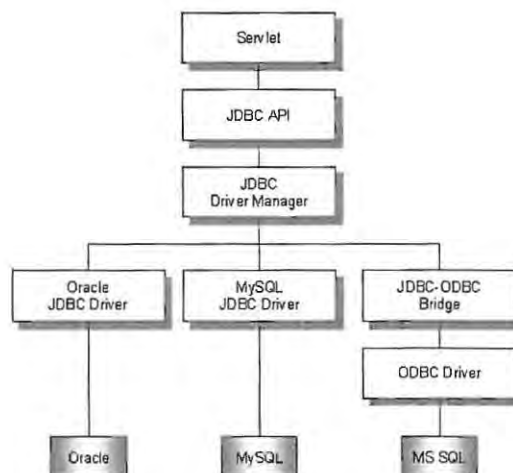 Servlet
JDBC API
JDBC
Driver Manager
Oracle
JDBC Driver
MySQL
JDBC Driver
JDBC-ODBC
Bridge
ODBC Driver
Oracle
MySQL
MS SQL